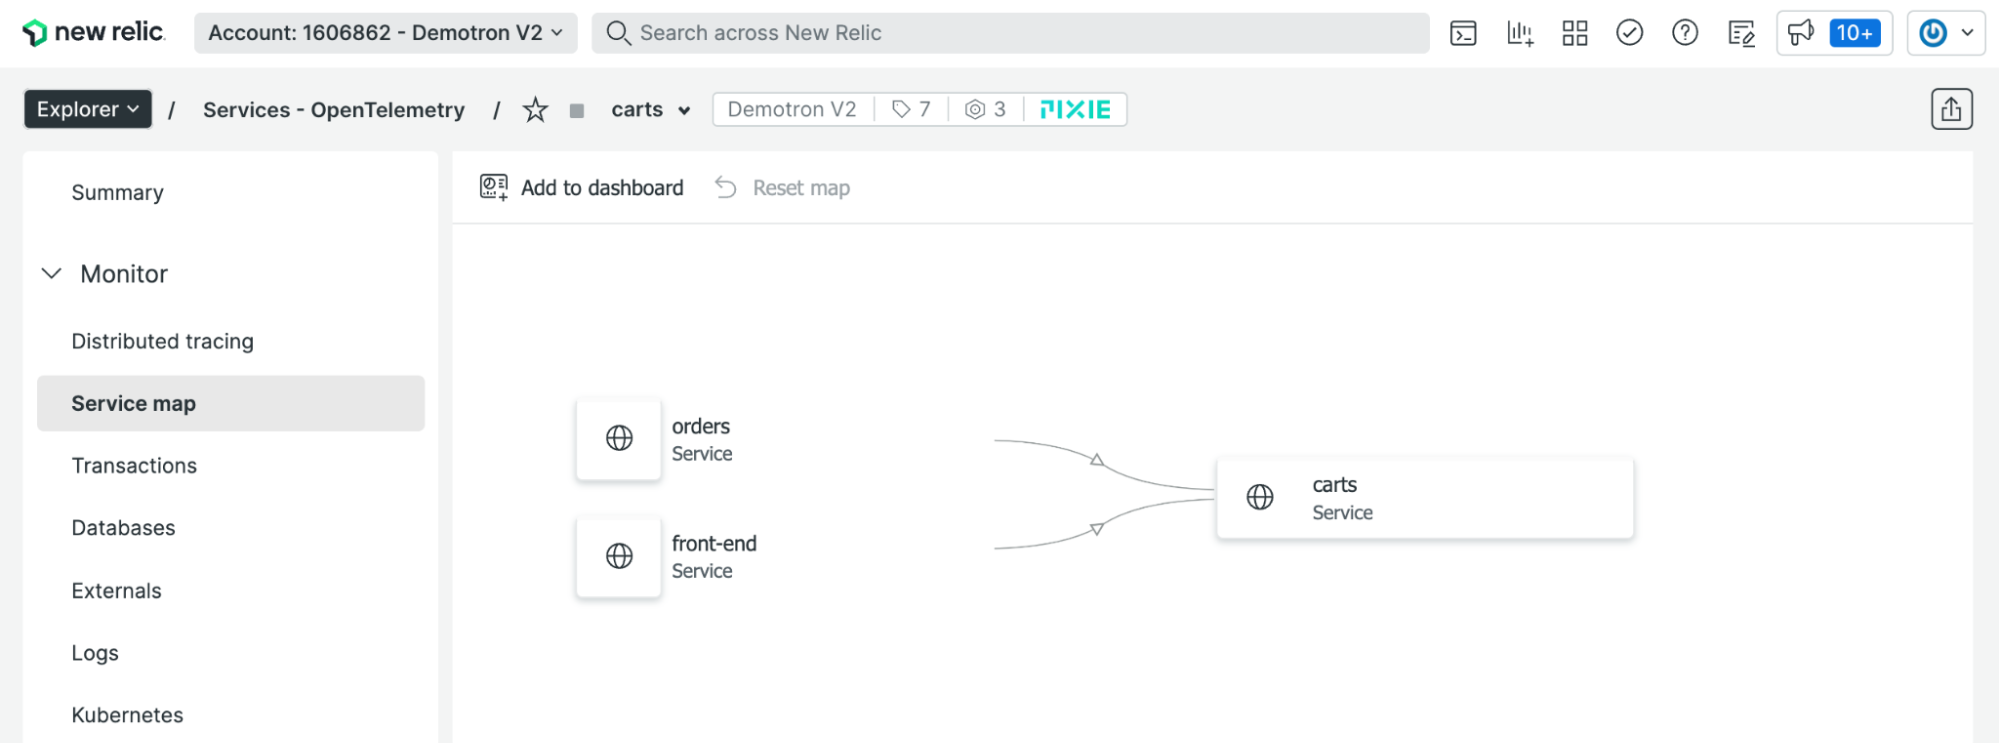 new relic Account: 1606862 - Demotron V2 Search across New Relic 10+
Explorer / Services - OpenTelemetry / carts Demotron V2 7 3 PIXIE
Summary
Monitor
Distributed tracing
Service map
Transactions
Databases
Externals
Logs
Kubernetes
Add to dashboard Reset map
orders
Service
front-end
Service
carts
Service